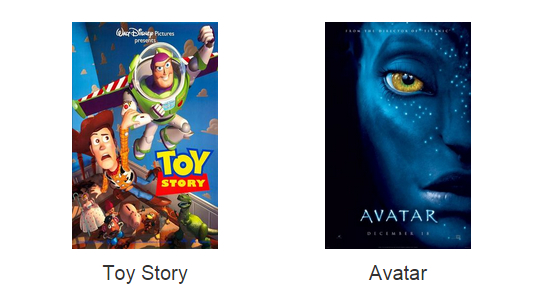 Walt Disney Pictures
presents
TOY
STORY
Toy Story
FROM THE DIRECTOR OF TITANIC
AVATAR
DECEMBER 18
Avatar